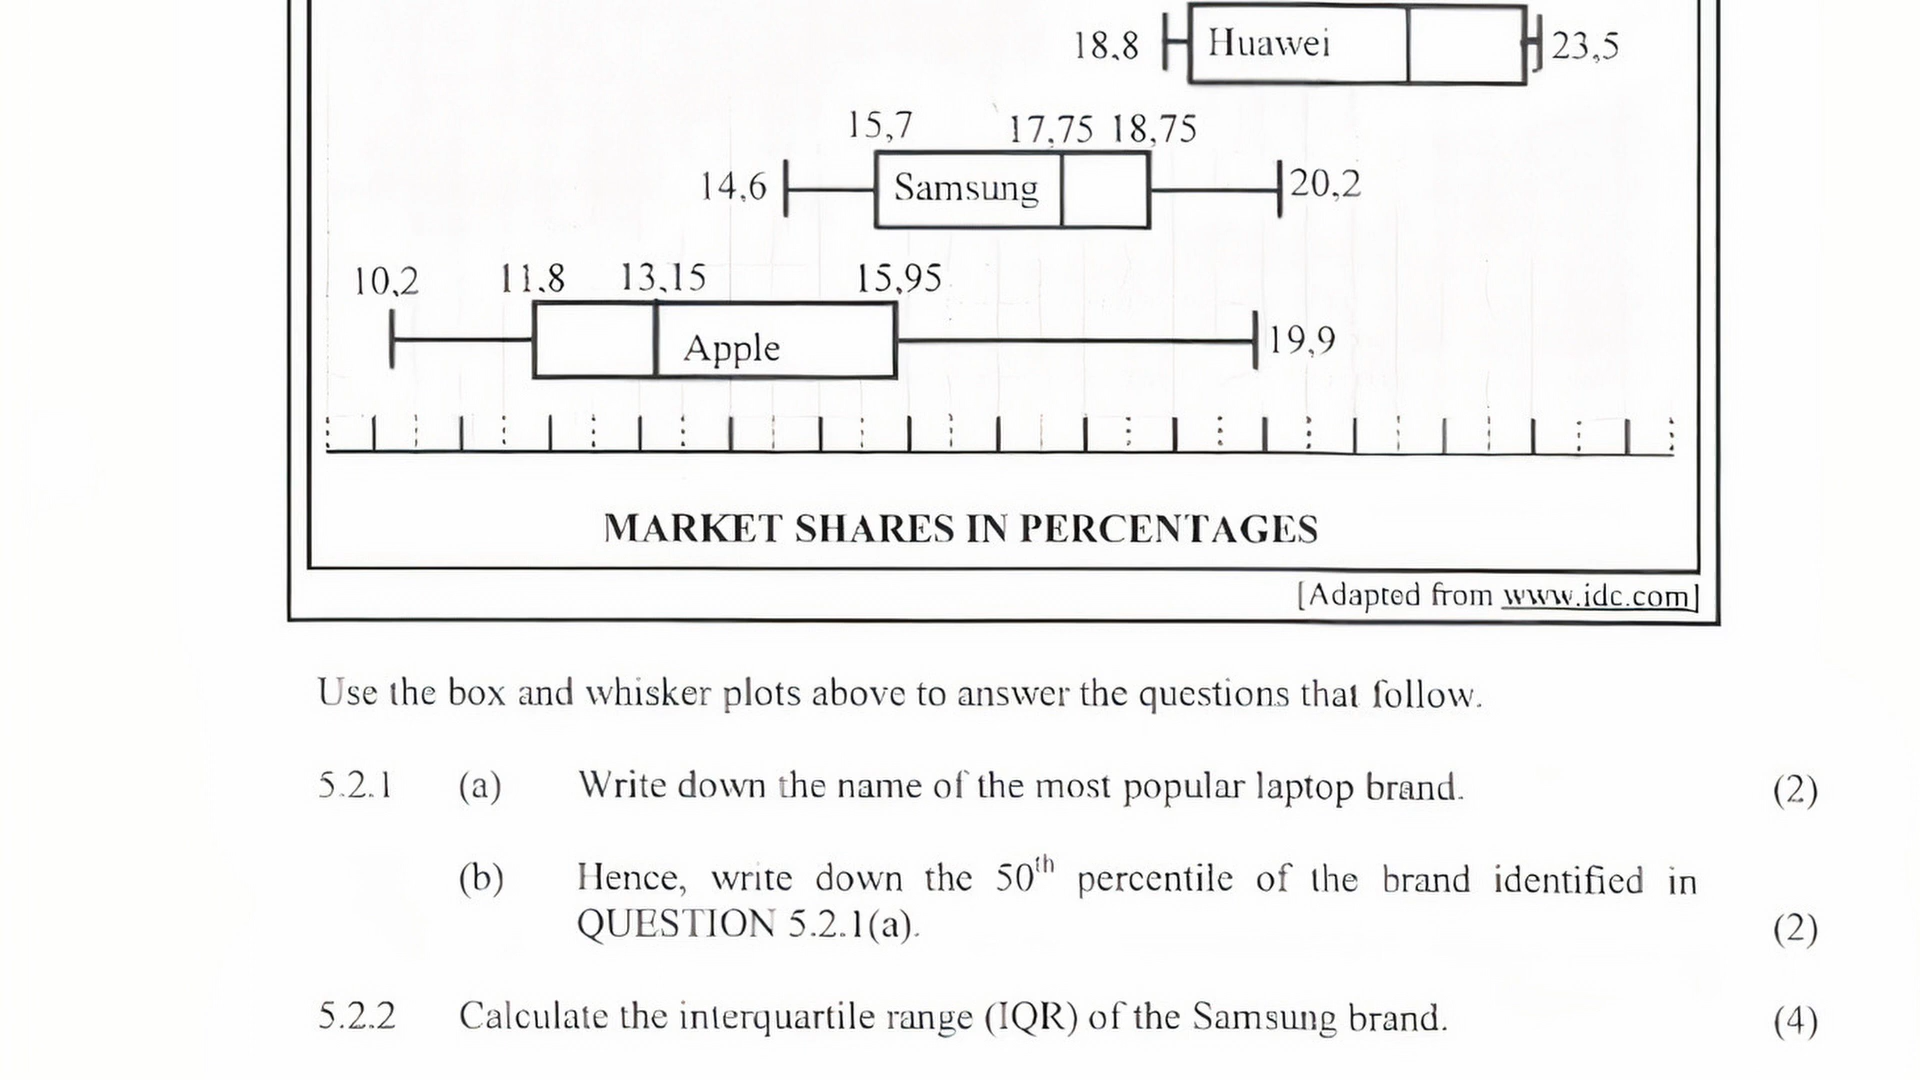 18.8 Huawei 23,5
15,7 17,75 18,75
14,6 Samsung 20,2
10,2 11,8 13,15 15,95
Apple 19,9
MARKET SHARES IN PERCENTAGES
[Adapted from www.idc.com]
Use the box and whisker plots above to answer the questions that follow.
5.2.1 (a) Write down the name of the most popular laptop brand. (2)
(b) Hence, write down the 50th percentile of the brand identified in
QUESTION 5.2.1(a). (2)
5.2.2 Calculate the interquartile range (IQR) of the Samsung brand. (4)